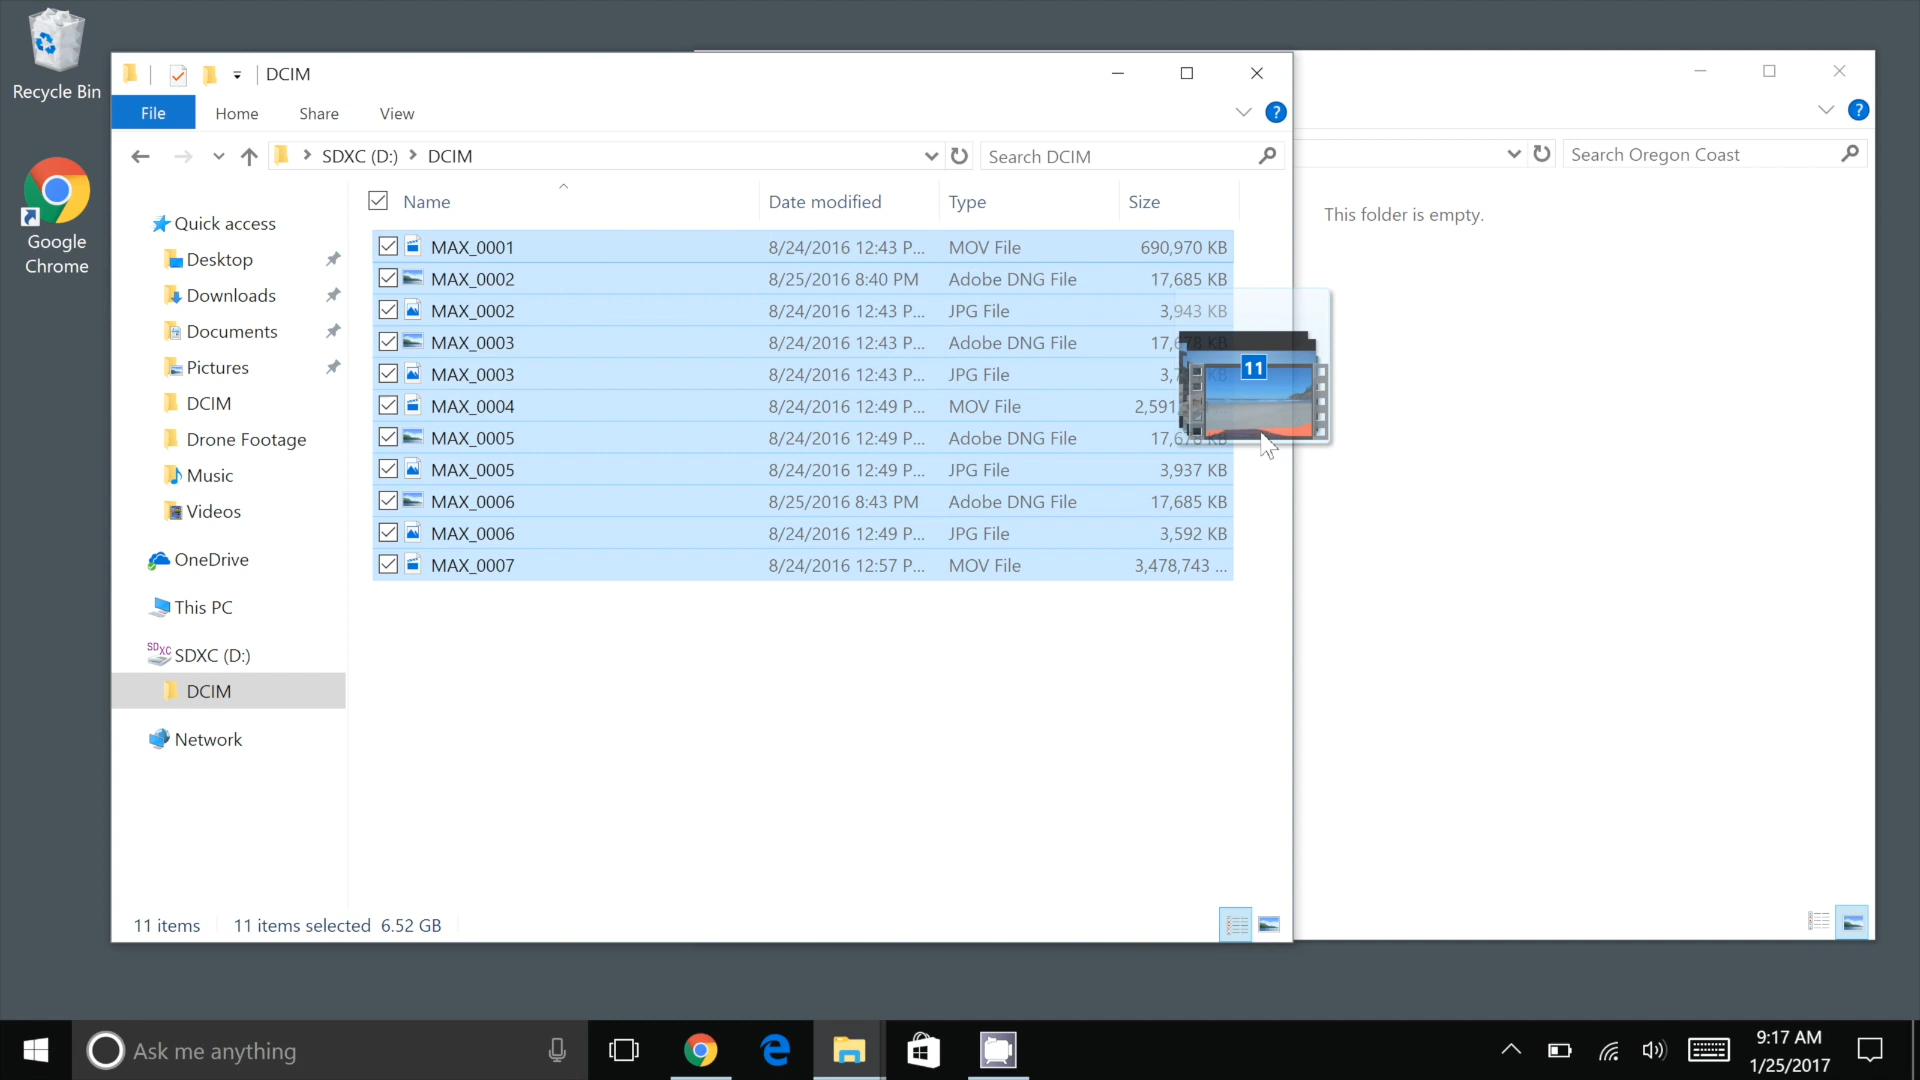 Recycle Bin
Google
Chrome
DCIM
File Home Share View
SDXC (D:) DCIM
Search DCIM
Search Oregon Coast
This folder is empty.
Name Date modified Type Size
MAX_0001 8/24/2016 12:43 P... MOV File 690,970 KB
MAX_0002 8/25/2016 8:40 PM Adobe DNG File 17,685 KB
MAX_0002 8/24/2016 12:43 P... JPG File 3,943 KB
MAX_0003 8/24/2016 12:43 P... Adobe DNG File 17,678 KB
MAX_0003 8/24/2016 12:43 P... JPG File
MAX_0004 8/24/2016 12:49 P... MOV File
MAX_0005 8/24/2016 12:49 P... Adobe DNG File 17,678 KB
MAX_0005 8/24/2016 12:49 P... JPG File 3,937 KB
MAX_0006 8/25/2016 8:43 PM Adobe DNG File 17,685 KB
MAX_0006 8/24/2016 12:49 P... JPG File 3,592 KB
MAX_0007 8/24/2016 12:57 P... MOV File 3,478,743 ...
11
Quick access
Desktop
Downloads
Documents
Pictures
DCIM
Drone Footage
Music
Videos
OneDrive
This PC
SDXC SDXC (D:)
DCIM
Network
11 items 11 items selected 6.52 GB
Ask me anything
9:17 AM
1/25/2017